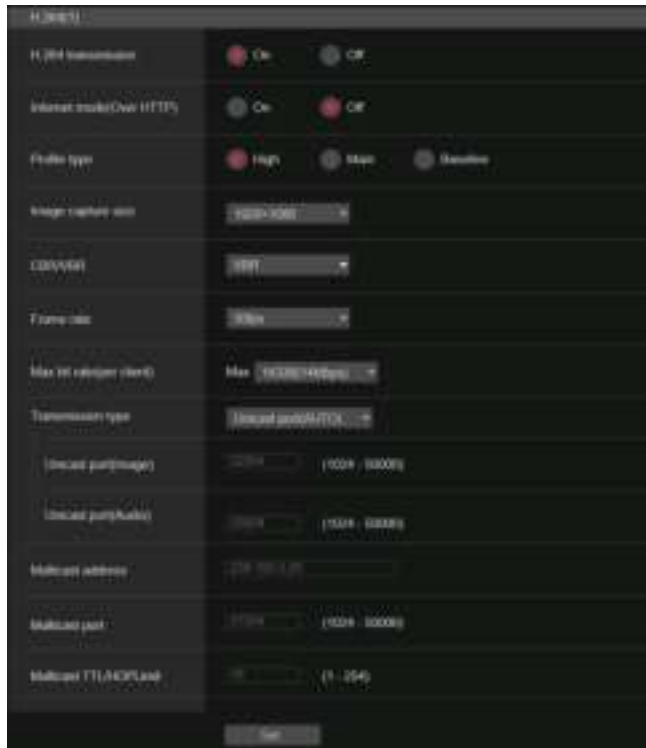 H.264(1)
H.264 transmission On Off
Internet mode(Over HTTP) On Off
Profile type High Main Baseline
Image capture size 1920×1080
CBR/VBR VBR
Frame rate 30fps
Max bit rate(per client) Max
Transmission type Unicast port(AUTO)
Unicast port(Image) (1024 - 50000)
Unicast port(Audio) (1024 - 50000)
Multicast address
Multicast port (1024 - 50000)
Multicast TTL/HOPLimit (1 - 254)
Set